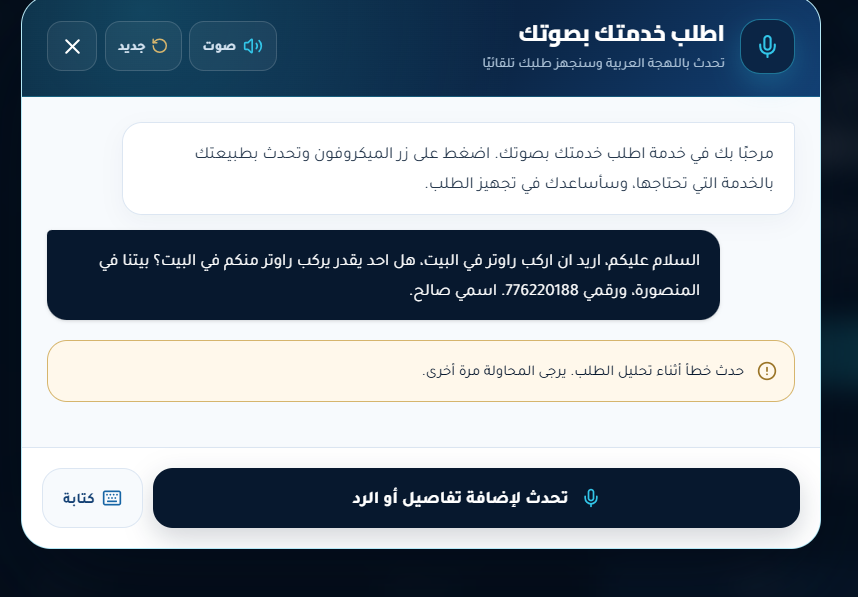 اطلب خدمتك بصوتك
تحدث باللهجة العربية وسنجهز طلبك تلقائيًا
صوت
جديد
مرحبًا بك في خدمة اطلب خدمتك بصوتك. اضغط على زر الميكروفون وتحدث بطبيعتك
بالخدمة التي تحتاجها، وسأساعدك في تجهيز الطلب.
السلام عليكم، اريد ان اركب راوتر في البيت، هل احد يقدر يركب راوتر منكم في البيت؟ بيتنا في
المنصورة، ورقمي 776220188. اسمي صالح.
حدث خطأ أثناء تحليل الطلب. يرجى المحاولة مرة أخرى.
تحدث لإضافة تفاصيل أو الرد
كتابة